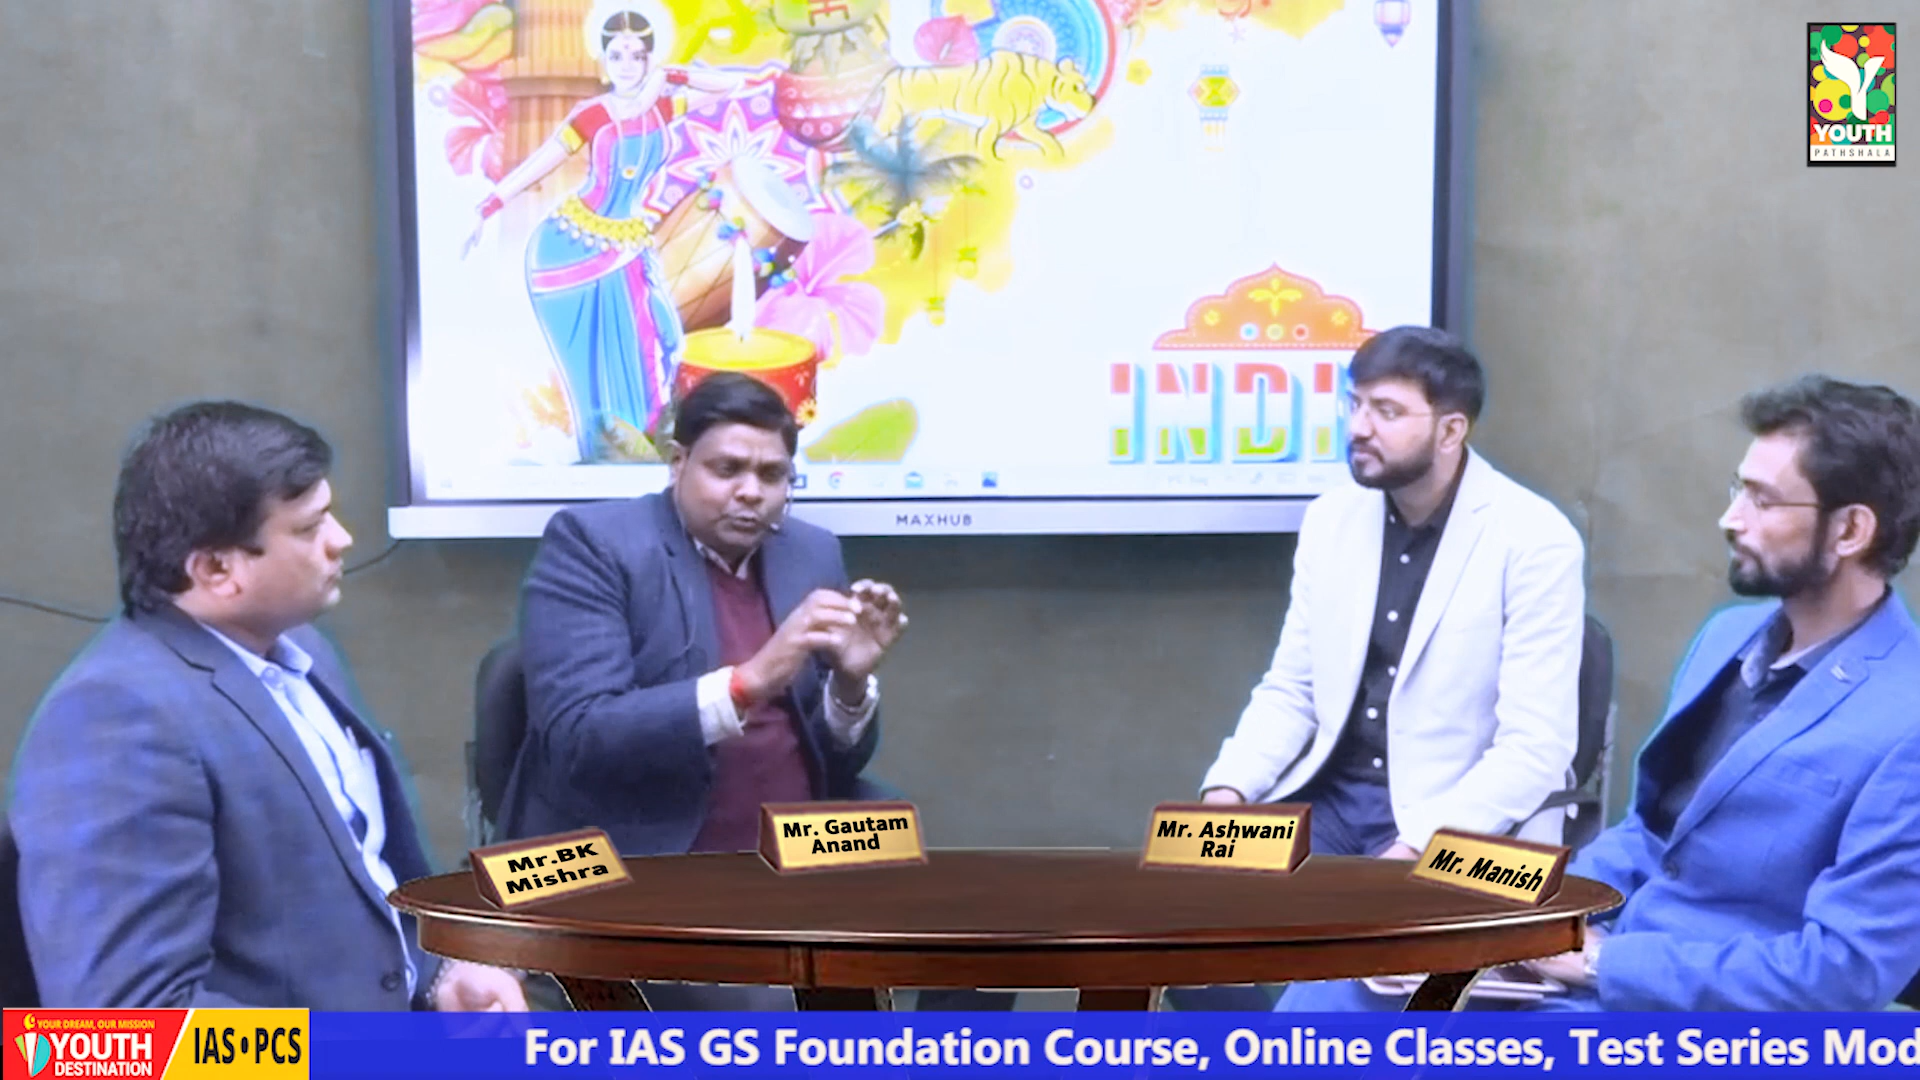 YOUTH
PATHSHALA
INDI
MAXHUB
Mr.BK
Mishra
Mr. Gautam
Anand
Mr. Ashwani
Rai
Mr. Manish
YOUR DREAM, OUR MISSION
YOUTH
DESTINATION
IAS•PCS
For IAS GS Foundation Course, Online Classes, Test Series Mod